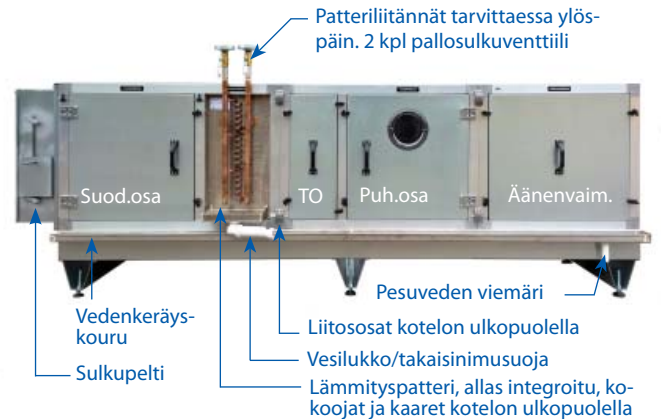 Patteriliitännät tarvittaessa ylös-
päin. 2 kpl pallosulkuventtiili
Suod.osa
TO
Puh.osa
Äänenvaim.
Pesuveden viemäri
Vedenkeräys-
kouru
Liitososat kotelon ulkopuolella
Vesilukko/takaisinimusuoja
Sulkupelti
Lämmityspatteri, allas integroitu, ko-
koojat ja kaaret kotelon ulkopuolella